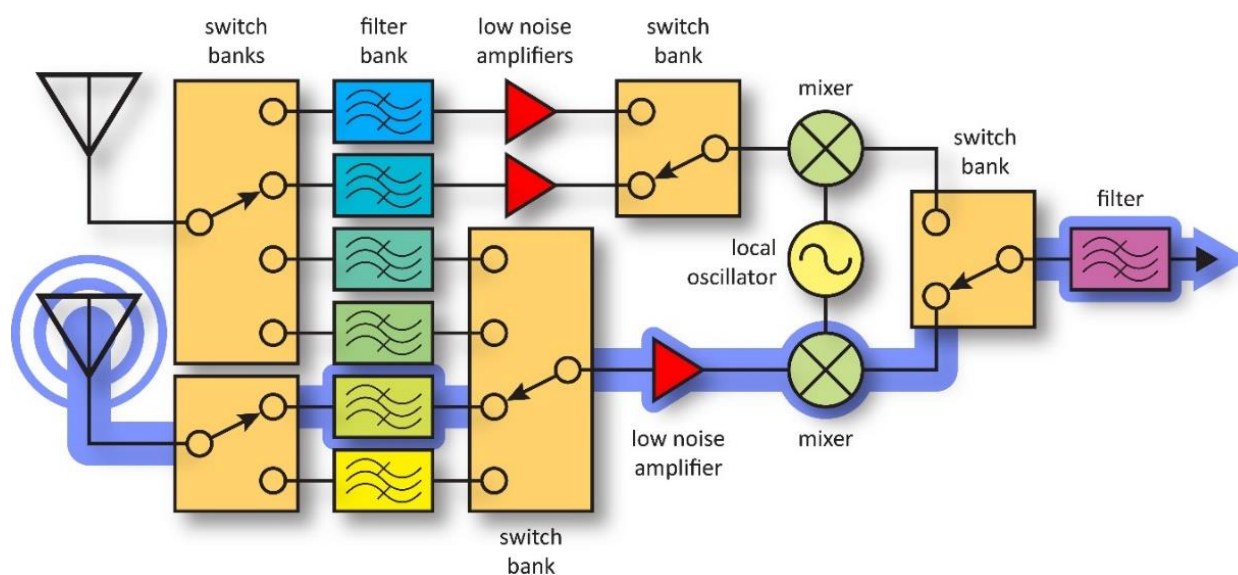 switch
banks
filter
bank
low noise
amplifiers
switch
bank
mixer
switch
bank
filter
local
oscillator
low noise
amplifier
mixer
switch
bank